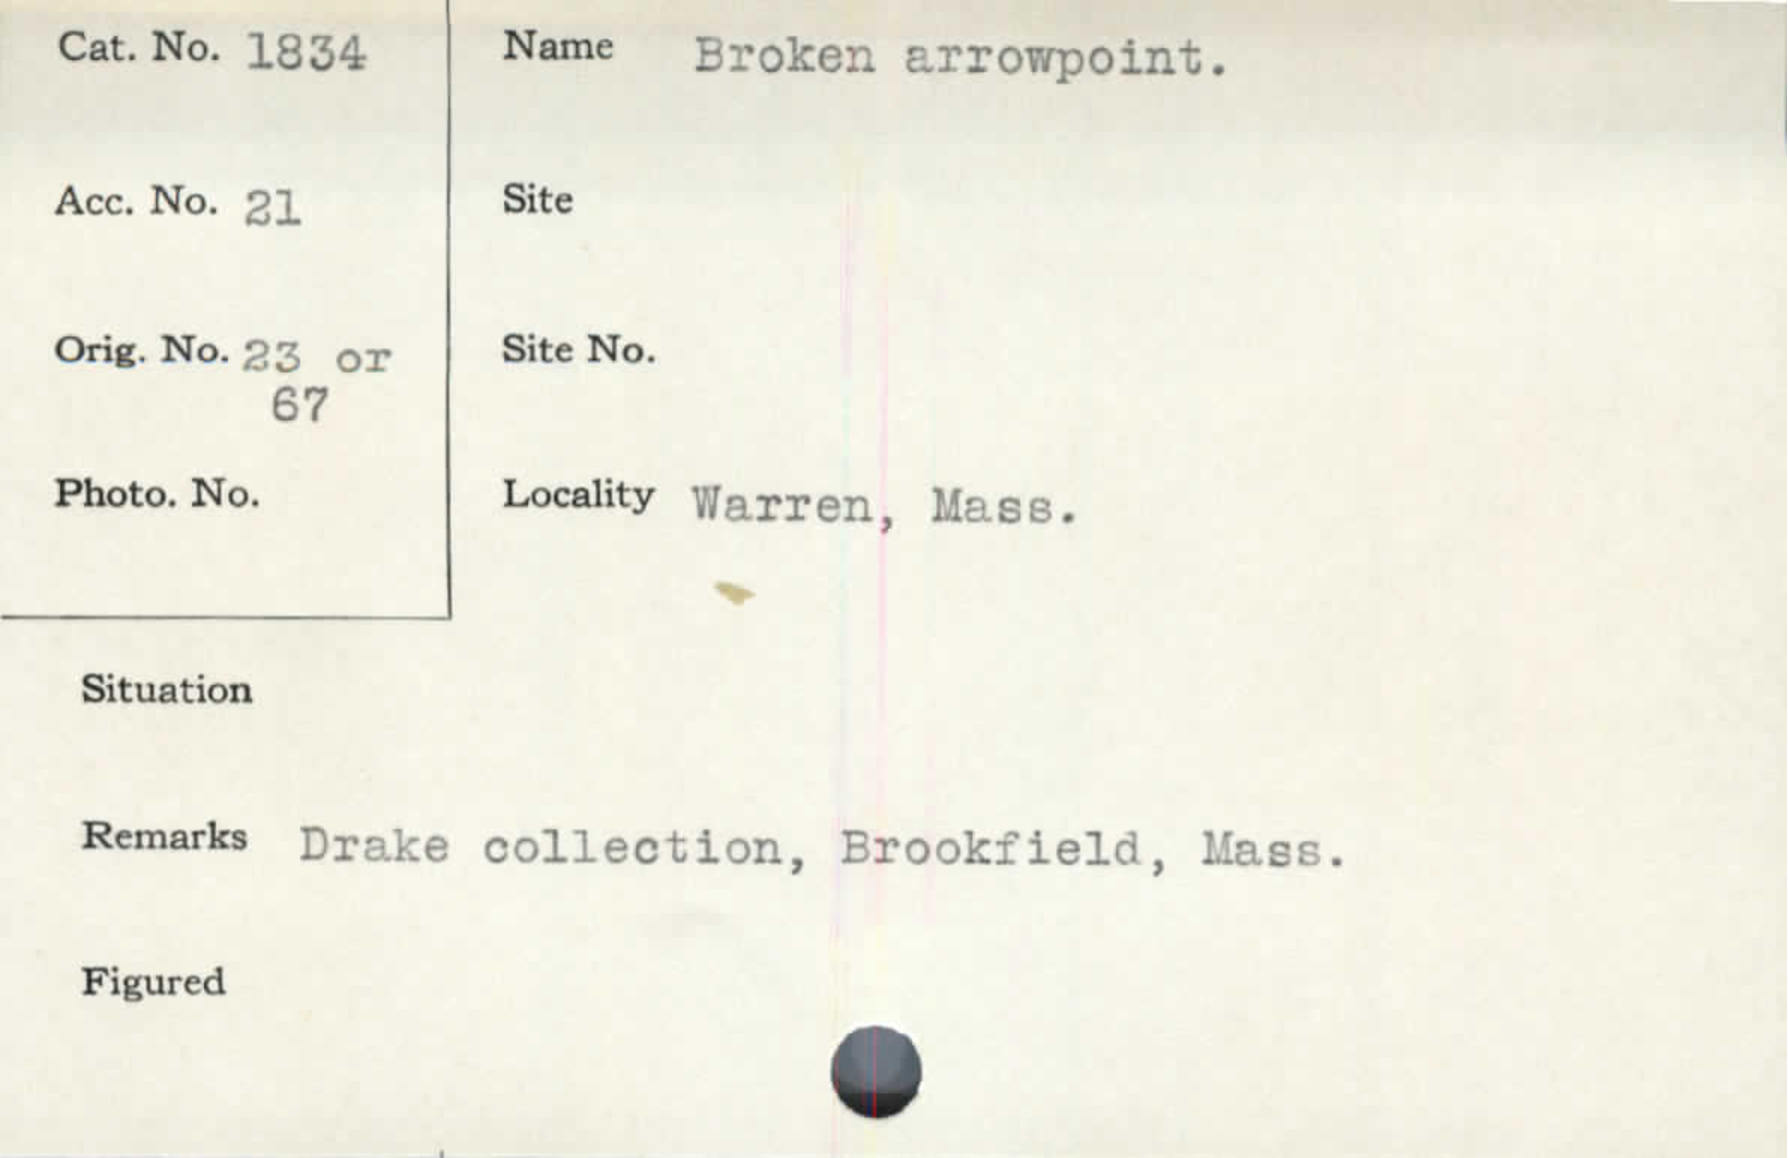 Cat. No. 1834
Acc. No. 21
Orig. No. 23 or
67
Photo. No.
Name Broken arrowpoint.
Site
Site No.
Locality Warren, Mass.
Situation
Remarks Drake collection, Brookfield, Mass.
Figured